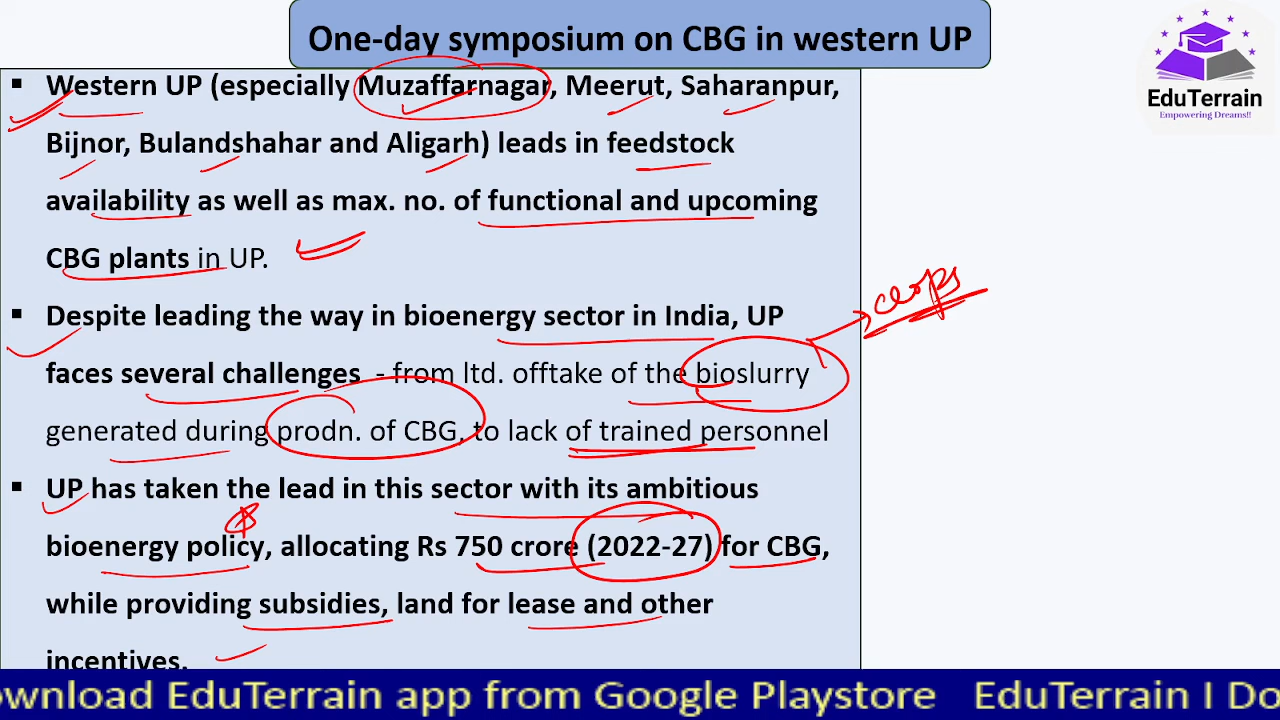 One-day symposium on CBG in western UP
EduTerrain
Empowering Dreams!!
▪ Western UP (especially Muzaffarnagar, Meerut, Saharanpur,
Bijnor, Bulandshahar and Aligarh) leads in feedstock
availability as well as max. no. of functional and upcoming
CBG plants in UP.
crops
▪ Despite leading the way in bioenergy sector in India, UP
faces several challenges - from ltd. offtake of the bioslurry
generated during prodn. of CBG, to lack of trained personnel
▪ UP has taken the lead in this sector with its ambitious
bioenergy policy, allocating Rs 750 crore (2022-27) for CBG,
while providing subsidies, land for lease and other
incentives.
ownload EduTerrain app from Google Playstore EduTerrain I Do